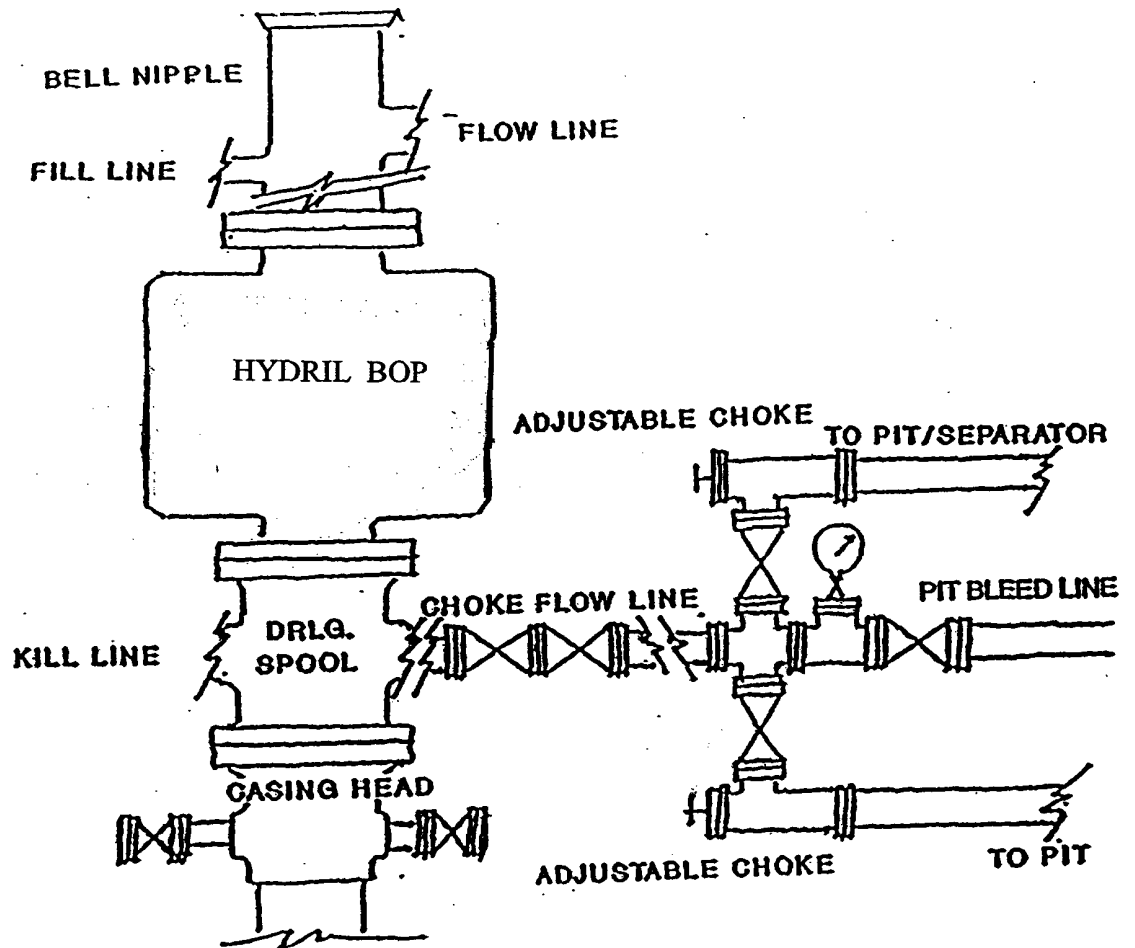 BELL NIPPLE
FLOW LINE
FILL LINE
HYDRIL BOP
ADJUSTABLE CHOKE
TO PIT/SEPARATOR
CHOKE FLOW LINE
PIT BLEED LINE
KILL LINE
DRLG.
SPOOL
CASING HEAD
ADJUSTABLE CHOKE
TO PIT